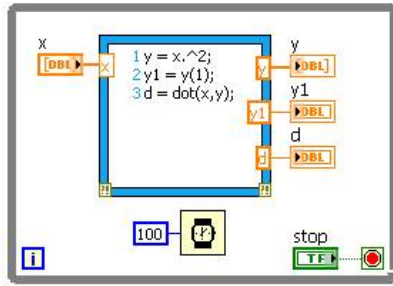 x
[DBL]
x
1 y = x.^2;
2 y1 = y(1);
3 d = dot(x,y);
y
y
DBL]
y1
y1
DBL
d
d
DBL
?!
?!
100
i
stop
TF